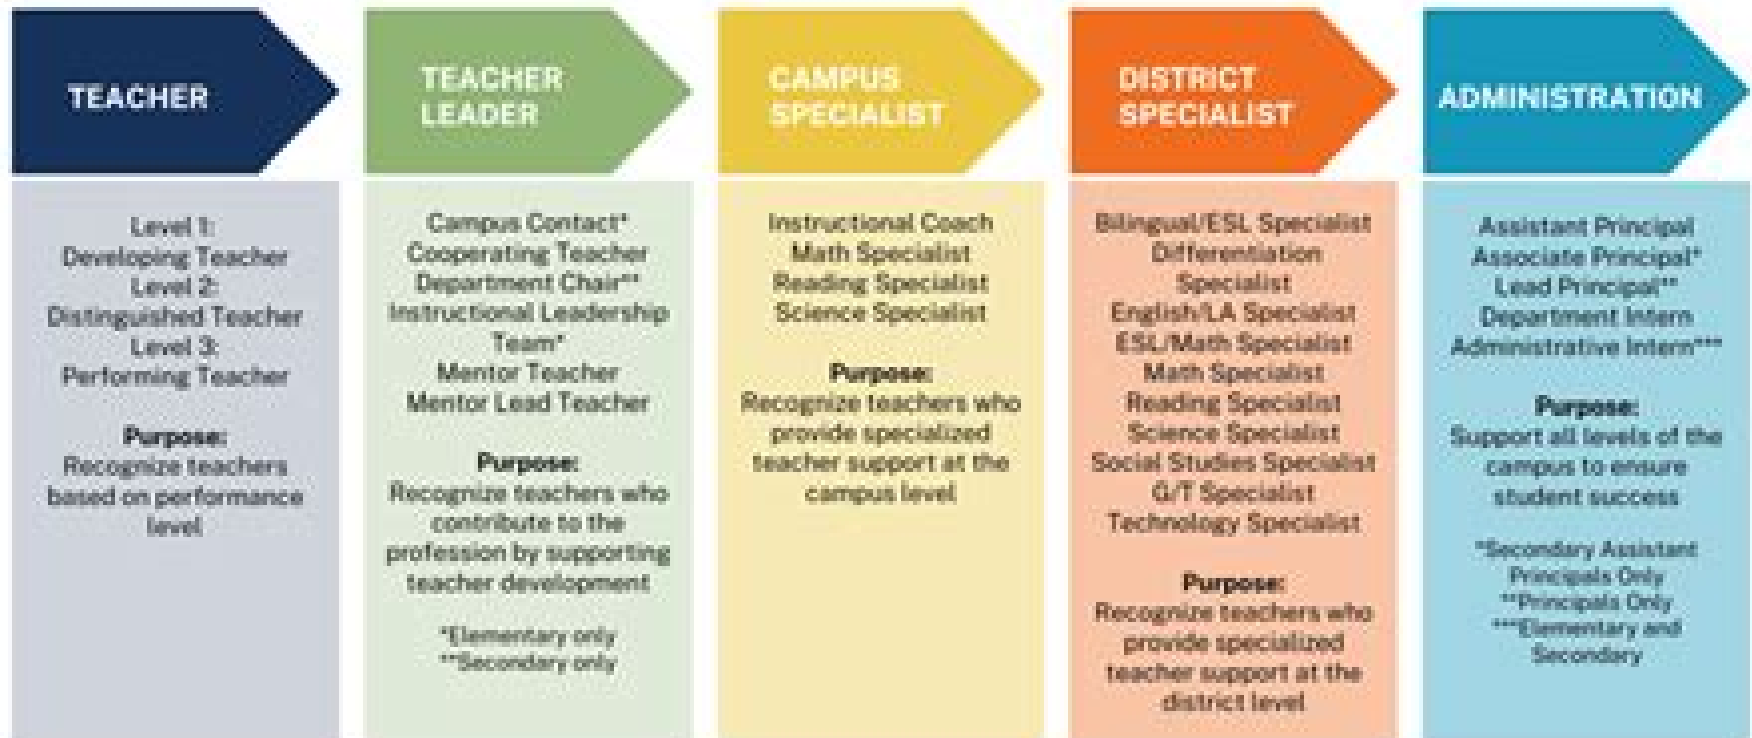 TEACHER
Level 1:
Developing Teacher
Level 2:
Distinguished Teacher
Level 3:
Performing Teacher
Purpose:
Recognize teachers
based on performance
level
TEACHER
LEADER
Campus Contact*
Cooperating Teacher
Department Chair**
Instructional Leadership
Team*
Mentor Teacher
Mentor Lead Teacher
Purpose:
Recognize teachers who
contribute to the
profession by supporting
teacher development
*Elementary only
**Secondary only
CAMPUS
SPECIALIST
Instructional Coach
Math Specialist
Reading Specialist
Science Specialist
Purpose:
Recognize teachers who
provide specialized
teacher support at the
campus level
DISTRICT
SPECIALIST
Bilingual/ESL Specialist
Differentiation
Specialist
English/LA Specialist
ESL/Math Specialist
Math Specialist
Reading Specialist
Science Specialist
Social Studies Specialist
G/T Specialist
Technology Specialist
Purpose:
Recognize teachers who
provide specialized
teacher support at the
district level
ADMINISTRATION
Assistant Principal
Associate Principal*
Lead Principal**
Department Intern
Administrative Intern***
Purpose:
Support all levels of the
campus to ensure
student success
*Secondary Assistant
Principals Only
**Principals Only
***Elementary and
Secondary